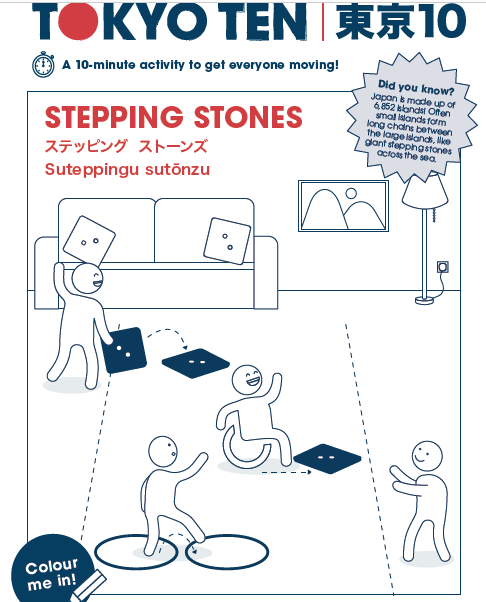 TOKYO TEN | 東京10
A 10-minute activity to get everyone moving!
Did you know?
Japan is made up of
6,852 islands! Often
small islands form
long chains between
the large islands, like
giant stepping stones
across the sea.
STEPPING STONES
ステッピング ストーンズ
Suteppingu sutōnzu
Colour
me in!